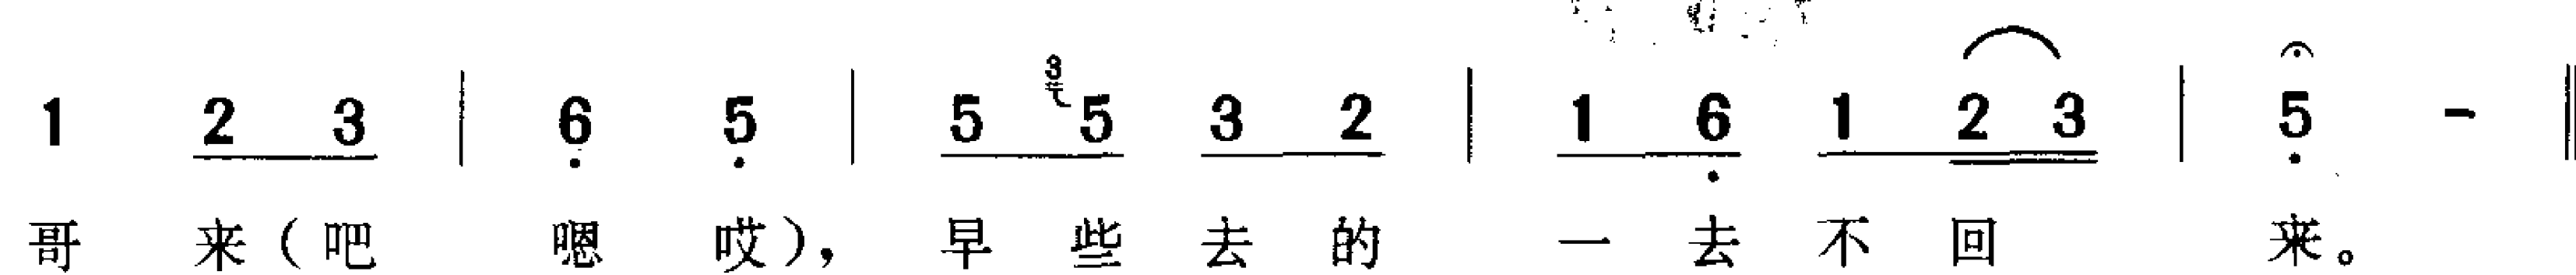 3
1 2 3 | 6 5 | 5 5 3 2 | 1 6 1 2 3 | 5 - ‖
哥 来（吧 嗯 哎），早 些 去 的 一 去 不 回 来。